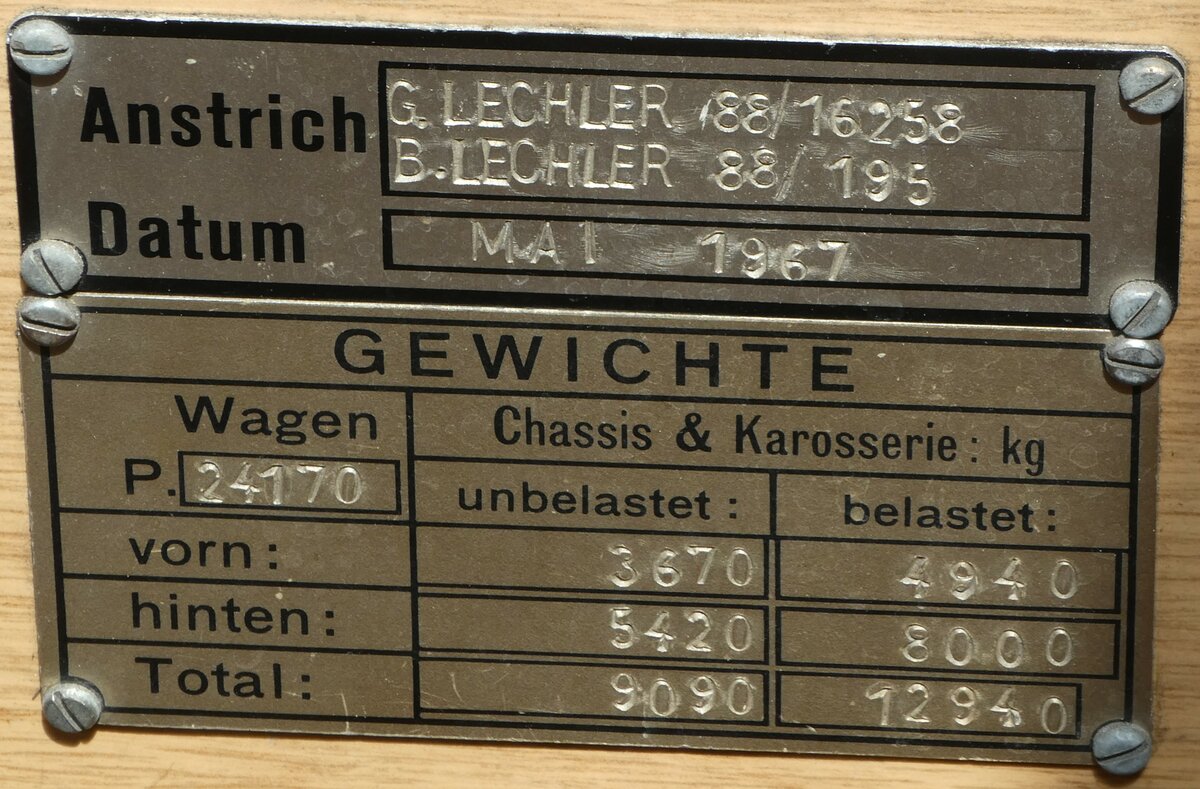 Anstrich G. LECHLER 88/16258
B. LECHLER 88/195
Datum MAI 1967
GEWICHTE
Wagen Chassis & Karosserie: kg
P. 24170 unbelastet: belastet:
vorn: 3670 4940
hinten: 5420 8000
Total: 9090 12940